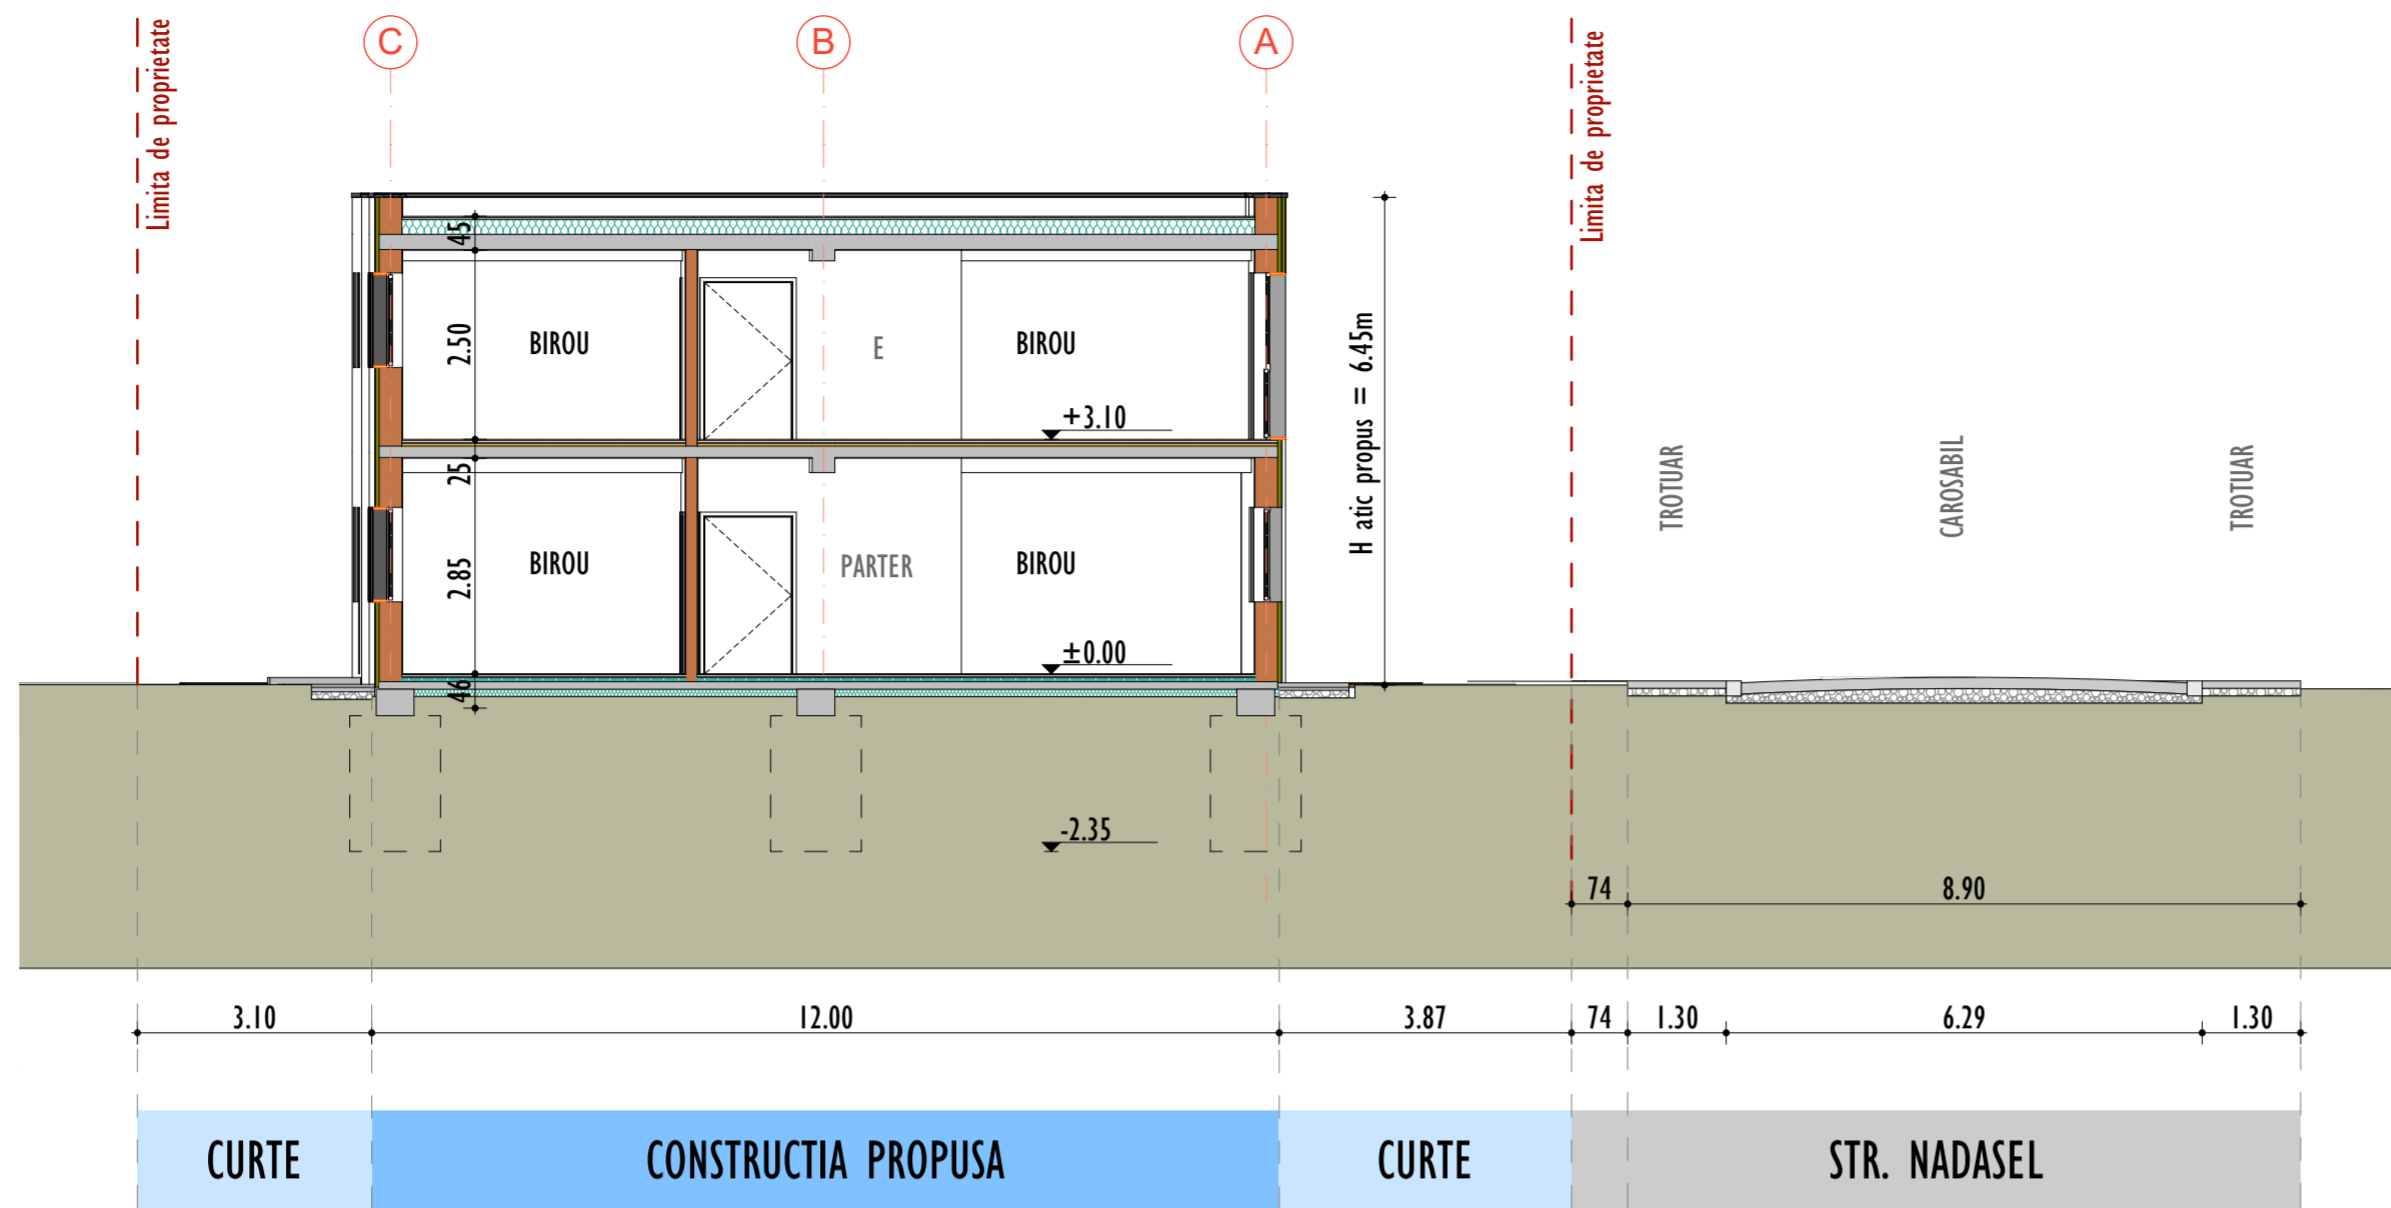 Limita de proprietate
C
B
A
Limita de proprietate
45
2.50
BIROU
E
BIROU
+3.10
H atic propus = 6.45m
25
2.85
BIROU
PARTER
BIROU
±0.00
46
TROTUAR
CAROSABIL
TROTUAR
-2.35
74
8.90
3.10
12.00
3.87
74
1.30
6.29
1.30
CURTE
CONSTRUCTIA PROPUSA
CURTE
STR. NADASEL